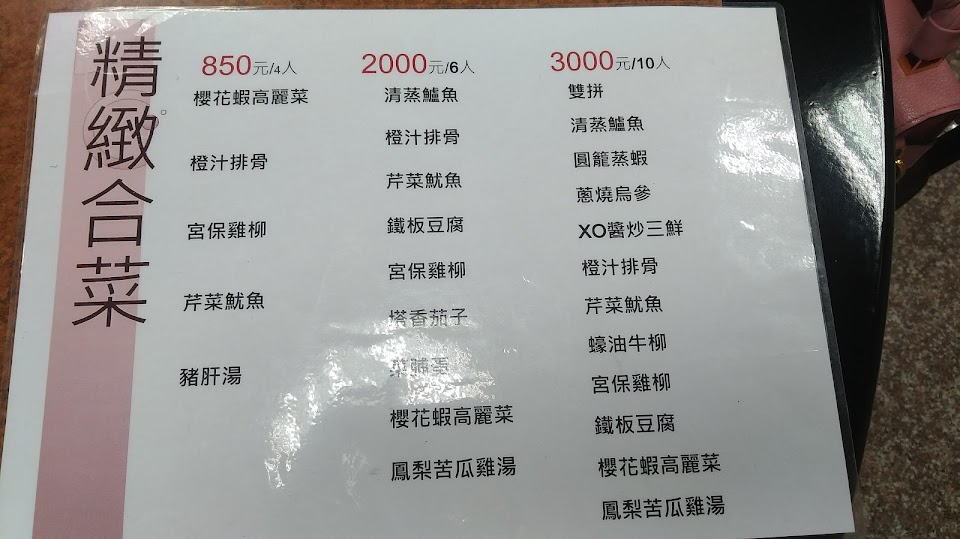 精緻合菜
850元/4人
櫻花蝦高麗菜
橙汁排骨
宮保雞柳
芹菜魷魚
豬肝湯
2000元/6人
清蒸鱸魚
橙汁排骨
芹菜魷魚
鐵板豆腐
宮保雞柳
塔香茄子
菜脯蛋
櫻花蝦高麗菜
鳳梨苦瓜雞湯
3000元/10人
雙拼
清蒸鱸魚
圓籠蒸蝦
蔥燒烏參
XO醬炒三鮮
橙汁排骨
芹菜魷魚
蠔油牛柳
宮保雞柳
鐵板豆腐
櫻花蝦高麗菜
鳳梨苦瓜雞湯